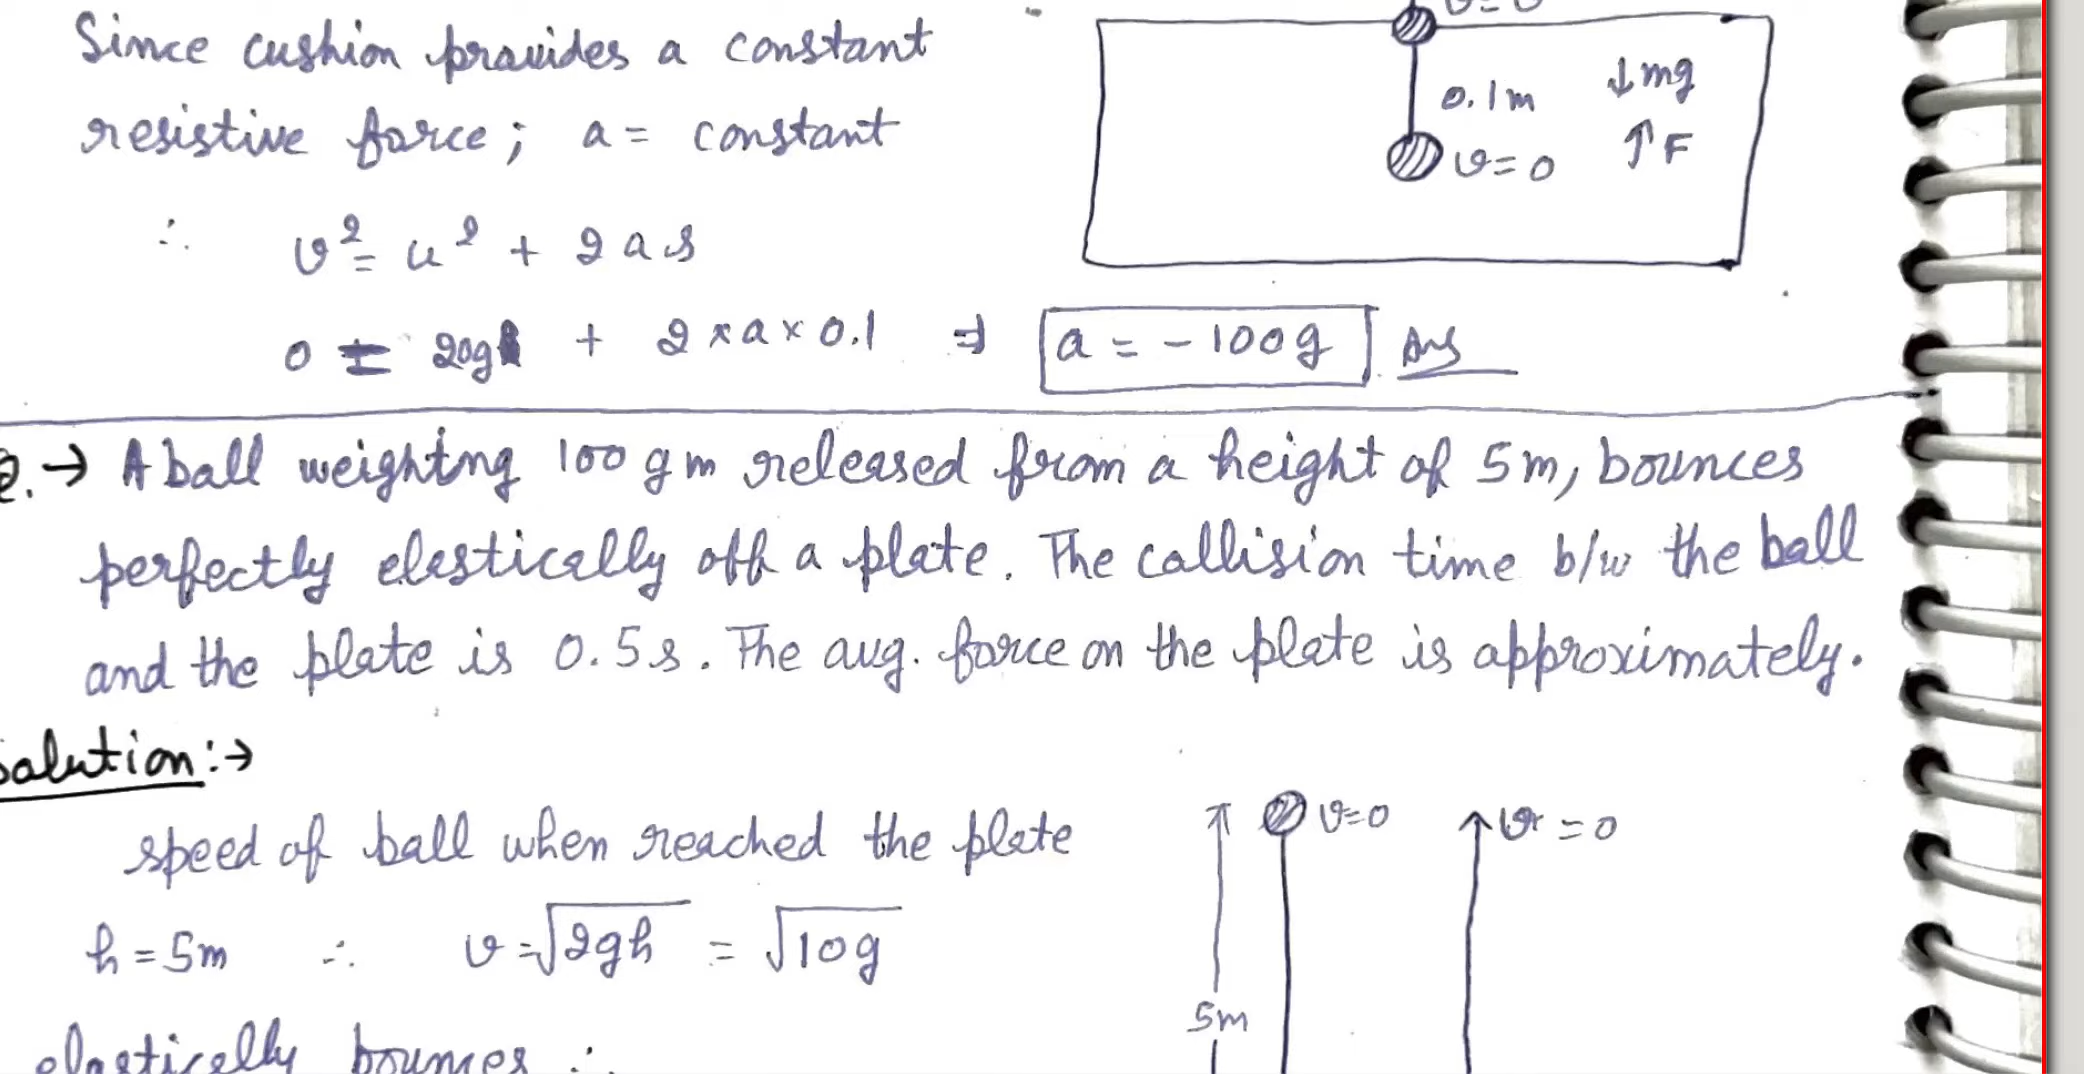 Since cushion provides a constant
resistive force; a = constant
0.1m
↓mg
v=0
↑F
∴ v² = u² + 2as
0 = 20g + 2×a×0.1 ⇒ a = -100g Ans
Q.→ A ball weighting 100 gm released from a height of 5m, bounces
perfectly elastically off a plate. The collision time b/w the ball
and the plate is 0.5s. The avg. force on the plate is approximately.
Solution:→
speed of ball when reached the plate
v=0
v=0
h=5m ∴ v=√2gh = √10g
5m
elastically bounces ∴